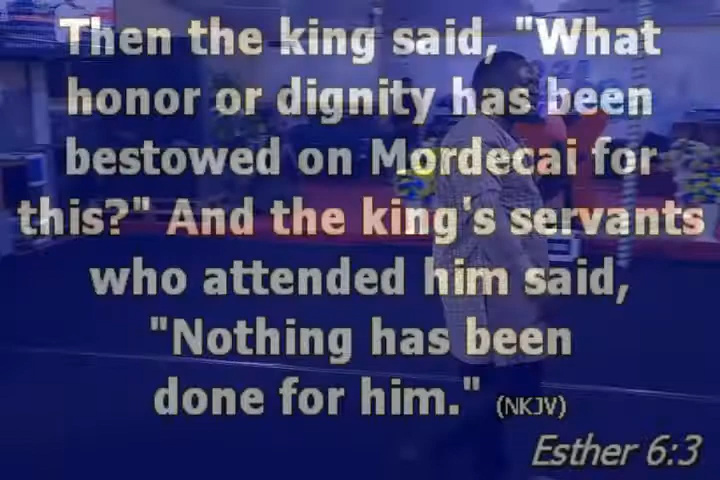 Then the king said, "What
honor or dignity has been
bestowed on Mordecai for
this?" And the king's servants
who attended him said,
"Nothing has been
done for him." (NKJV)
Esther 6:3